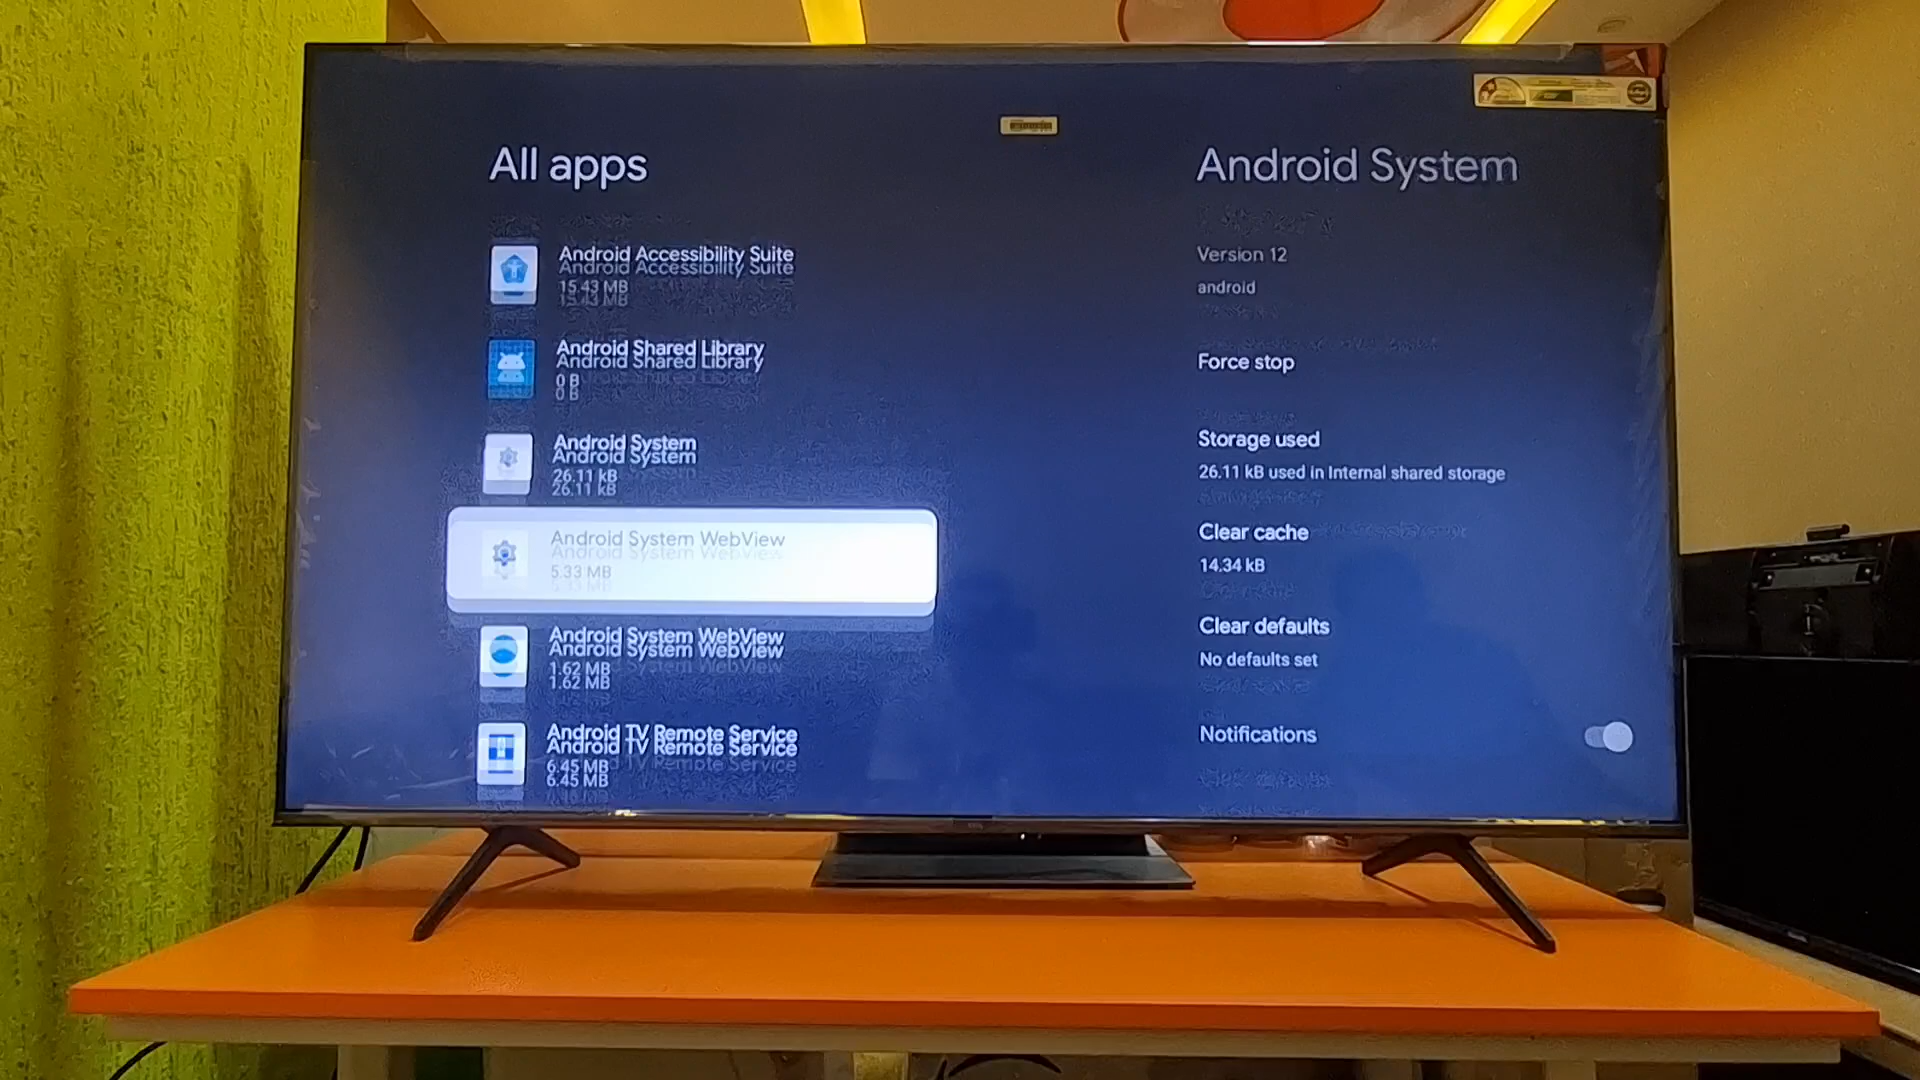 All apps
Android Accessibility Suite
15.43 MB
Android Shared Library
0 B
Android System
26.11 kB
Android System WebView
5.33 MB
Android System WebView
1.62 MB
Android TV Remote Service
6.45 MB
Android System
Version 12
android
Force stop
Storage used
26.11 kB used in Internal shared storage
Clear cache
14.34 kB
Clear defaults
No defaults set
Notifications